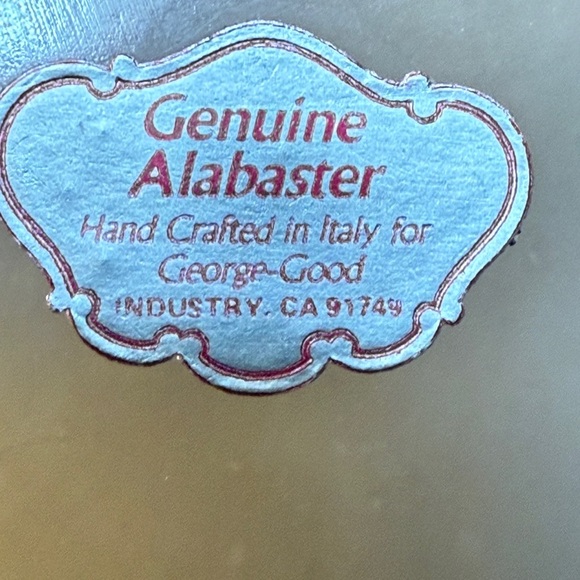 Genuine
Alabaster
Hand Crafted in Italy for
George-Good
INDUSTRY, CA 91749